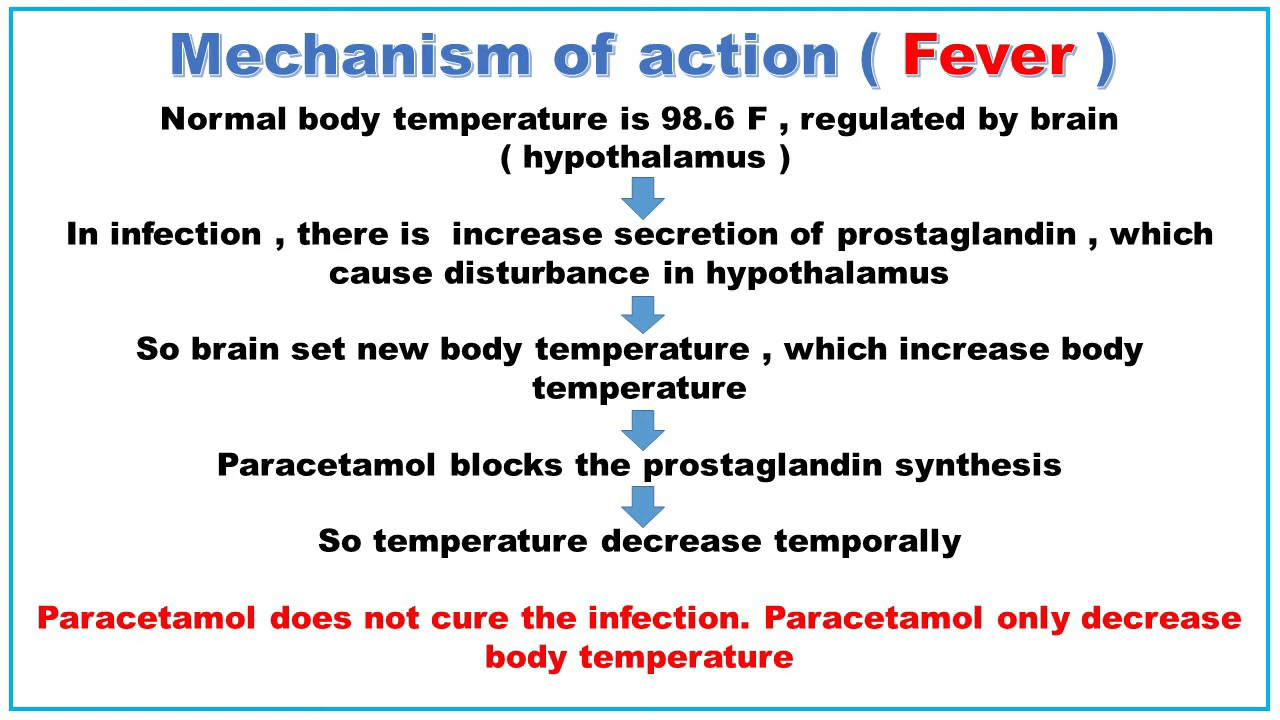 Mechanism of action ( Fever )
Normal body temperature is 98.6 F , regulated by brain
( hypothalamus )
In infection , there is  increase secretion of prostaglandin , which
cause disturbance in hypothalamus
So brain set new body temperature , which increase body
temperature
Paracetamol blocks the prostaglandin synthesis
So temperature decrease temporally
Paracetamol does not cure the infection. Paracetamol only decrease
body temperature